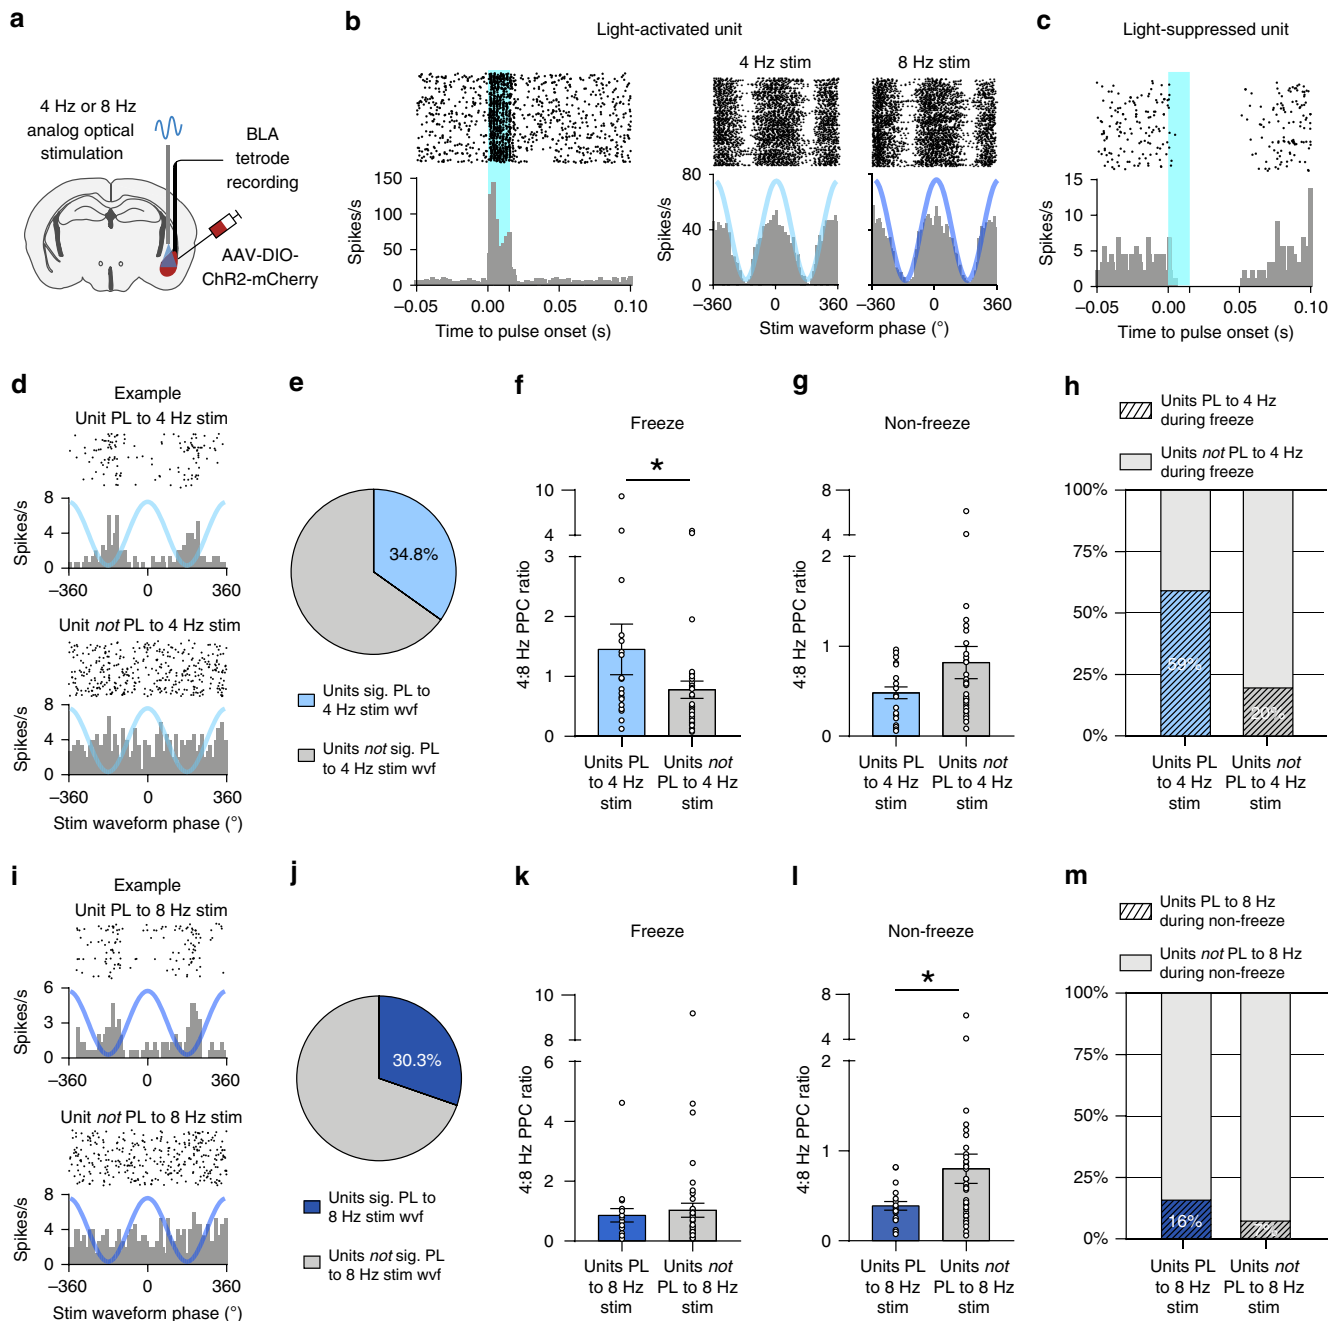 a
4 Hz or 8 Hz
analog optical
stimulation
BLA
tetrode
recording
AAV-DIO-
ChR2-mCherry
b
Light-activated unit
150
100
50
0
Spikes/s
−0.05
0.00
0.05
0.10
Time to pulse onset (s)
4 Hz stim
8 Hz stim
80
40
0
Spikes/s
−360
0
360
−360
0
360
Stim waveform phase (°)
c
Light-suppressed unit
15
10
5
0
Spikes/s
−0.05
0.00
0.05
0.10
Time to pulse onset (s)
d
Example
Unit PL to 4 Hz stim
8
4
0
Spikes/s
−360
0
360
Unit not PL to 4 Hz stim
8
4
0
Spikes/s
−360
0
360
Stim waveform phase (°)
e
34.8%
Units sig. PL to
4 Hz stim wvf
Units not sig. PL
to 4 Hz stim wvf
f
Freeze
*
10
4
3
2
1
0
4:8 Hz PPC ratio
Units PL
to 4 Hz
stim
Units not
PL to 4 Hz
stim
g
Non-freeze
8
4
2
1
0
4:8 Hz PPC ratio
Units PL
to 4 Hz
stim
Units not
PL to 4 Hz
stim
h
Units PL to 4 Hz
during freeze
Units not PL to 4 Hz
during freeze
100%
75%
50%
25%
0%
59%
20%
Units PL
to 4 Hz
stim
Units not
PL to 4 Hz
stim
i
Example
Unit PL to 8 Hz stim
6
3
0
Spikes/s
−360
0
360
Unit not PL to 8 Hz stim
8
4
0
Spikes/s
−360
0
360
Stim waveform phase (°)
j
30.3%
Units sig. PL to
8 Hz stim wvf
Units not sig. PL
to 8 Hz stim wvf
k
Freeze
10
8
6
4
2
0
4:8 Hz PPC ratio
Units PL
to 8 Hz
stim
Units not
PL to 8 Hz
stim
l
Non-freeze
*
8
4
2
1
0
4:8 Hz PPC ratio
Units PL
to 8 Hz
stim
Units not
PL to 8 Hz
stim
m
Units PL to 8 Hz
during non-freeze
Units not PL to 8 Hz
during non-freeze
100%
75%
50%
25%
0%
16%
7%
Units PL
to 8 Hz
stim
Units not
PL to 8 Hz
stim